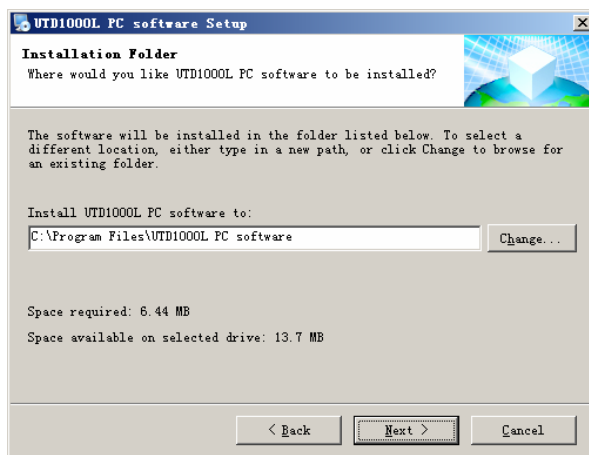 UTD1000L PC software Setup
Installation Folder
Where would you like UTD1000L PC software to be installed?
The software will be installed in the folder listed below. To select a
different location, either type in a new path, or click Change to browse for
an existing folder.
Install UTD1000L PC software to:
C:\Program Files\UTD1000L PC software
Change...
Space required: 6.44 MB
Space available on selected drive: 13.7 MB
< Back
Next >
Cancel